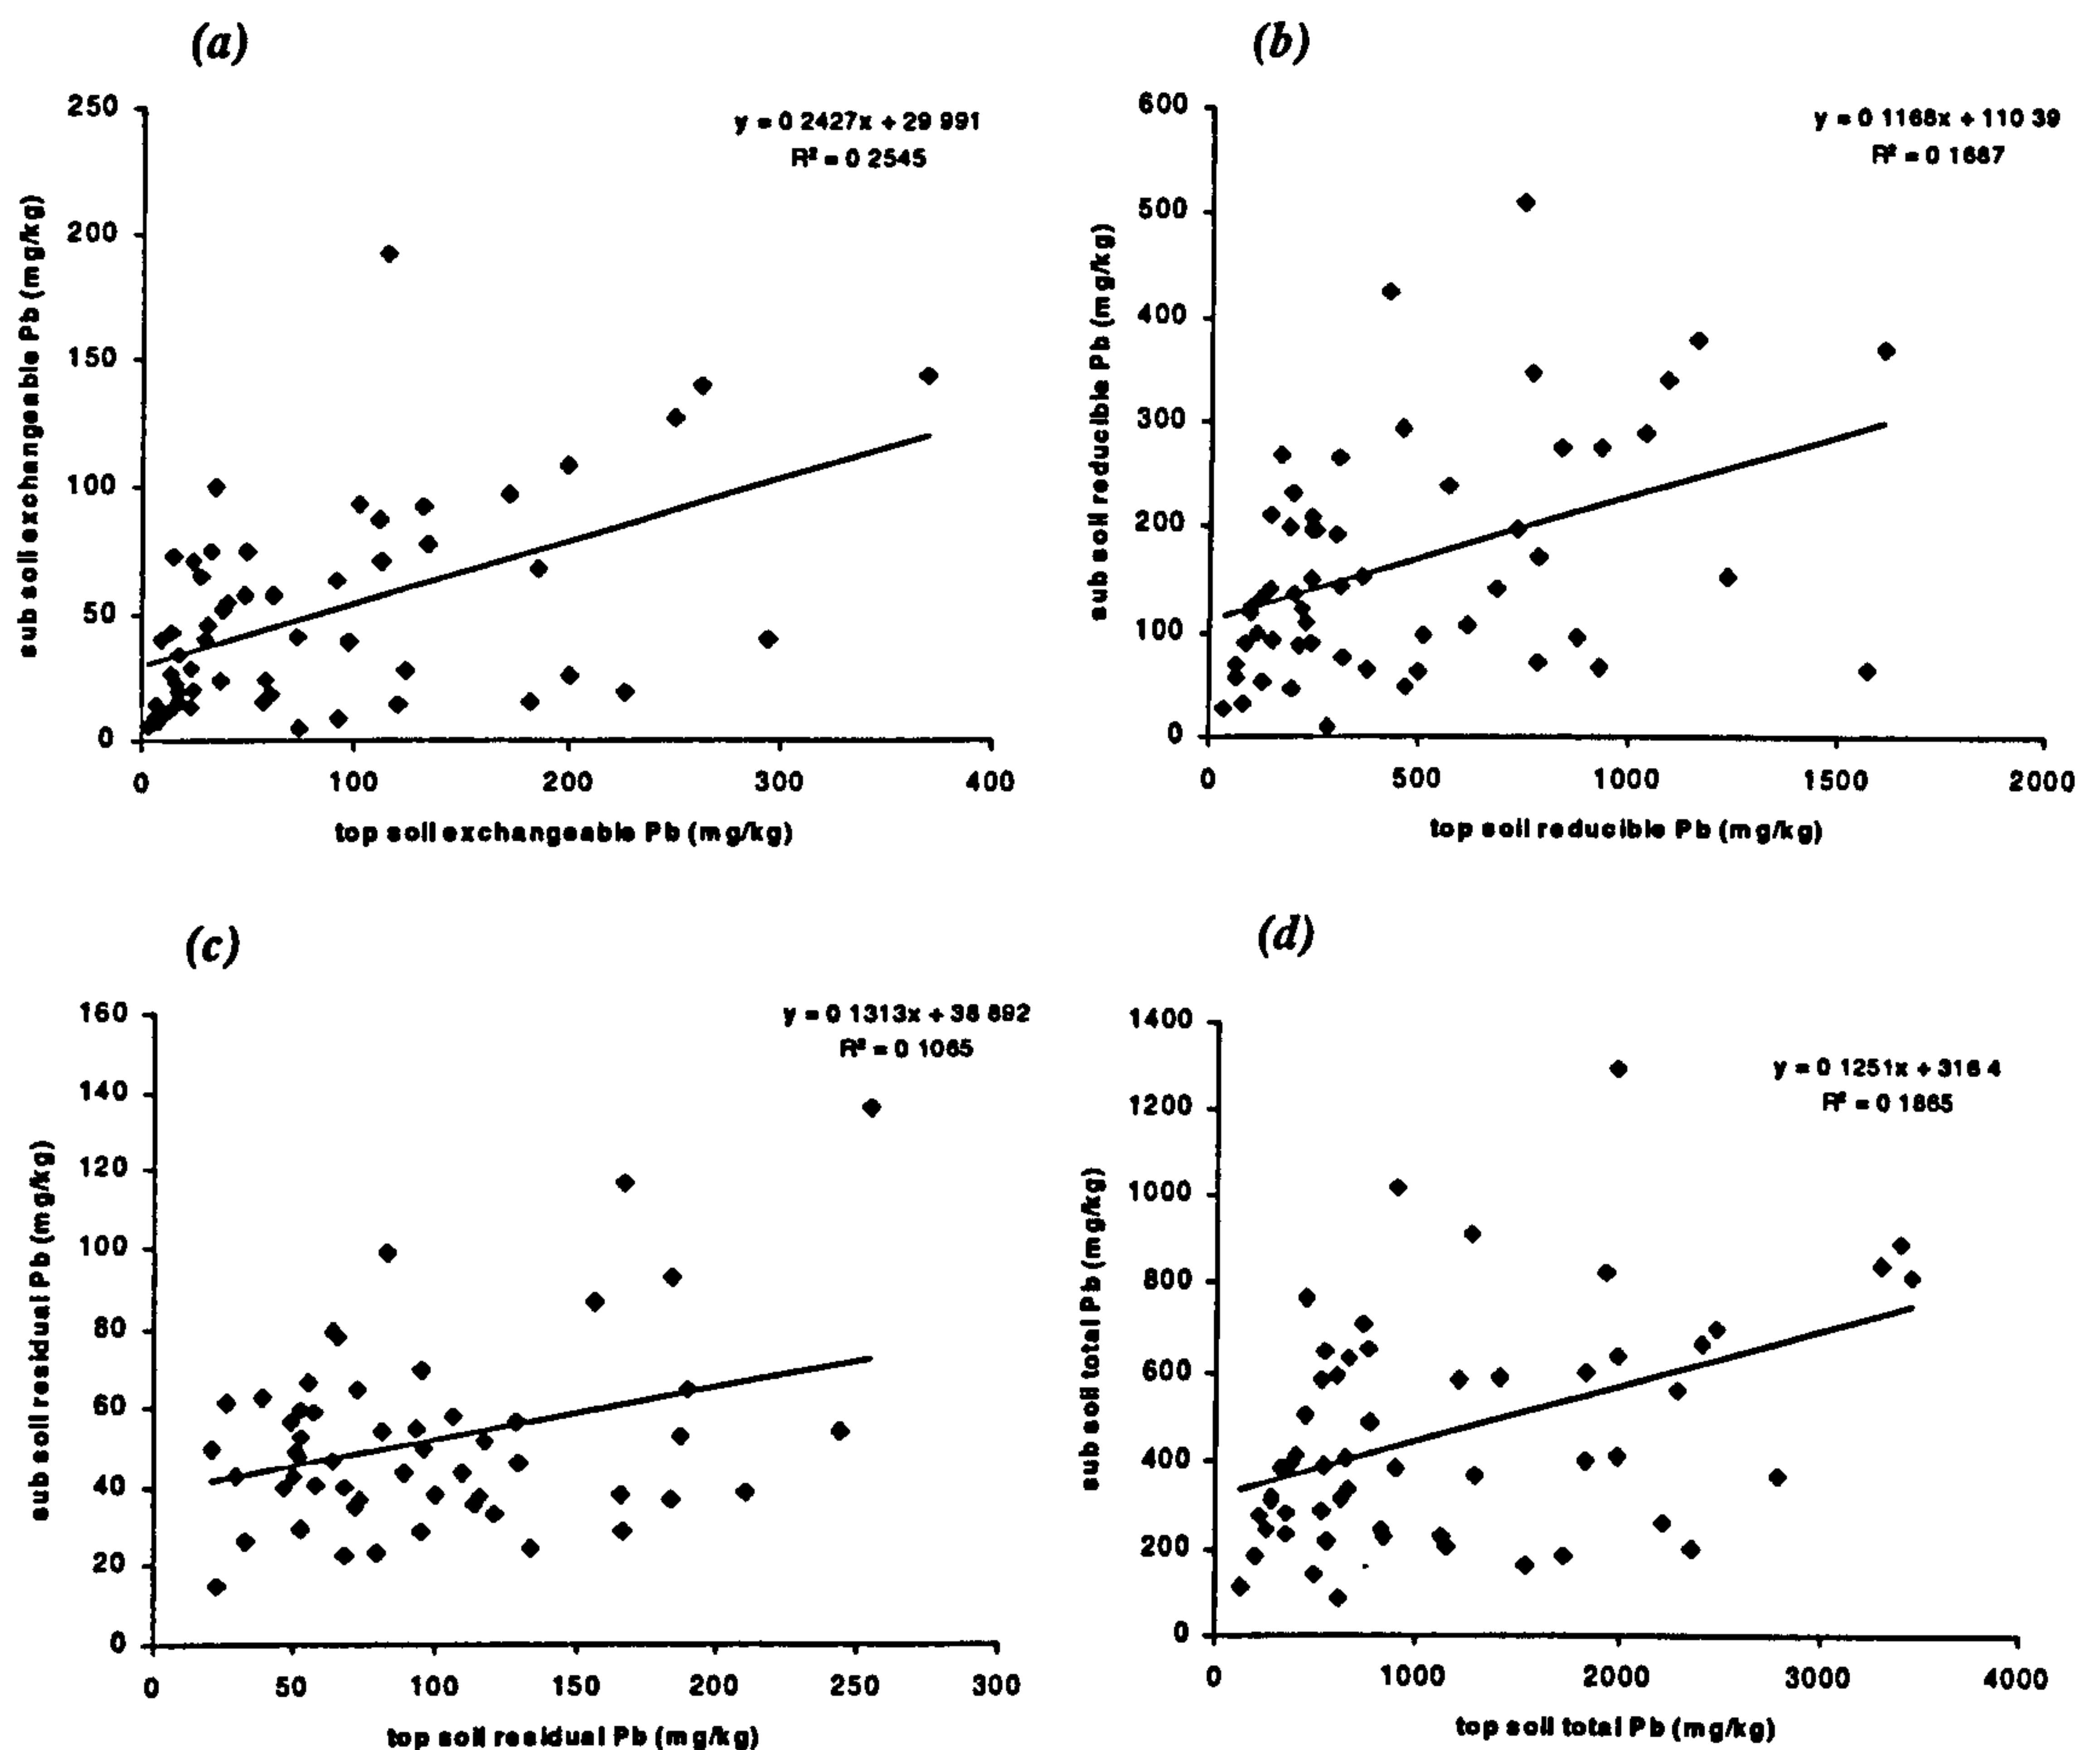 (a)
y = 0 2427x + 29 991
R² = 0 2545
250
200
150
100
50
0
0 100 200 300 400
sub soil exchangeable Pb (mg/kg)
top soil exchangeable Pb (mg/kg)
(b)
y = 0 1168x + 110 39
R² = 0 1687
600
500
400
300
200
100
0
0 500 1000 1500 2000
sub soil reducible Pb (mg/kg)
top soil reducible Pb (mg/kg)
(c)
y = 0 1313x + 38 892
R² = 0 1065
160
140
120
100
80
60
40
20
0
0 50 100 150 200 250 300
sub soil residual Pb (mg/kg)
top soil residual Pb (mg/kg)
(d)
y = 0 1251x + 316 4
R² = 0 1865
1400
1200
1000
800
600
400
200
0
0 1000 2000 3000 4000
sub soil total Pb (mg/kg)
top soil total Pb (mg/kg)